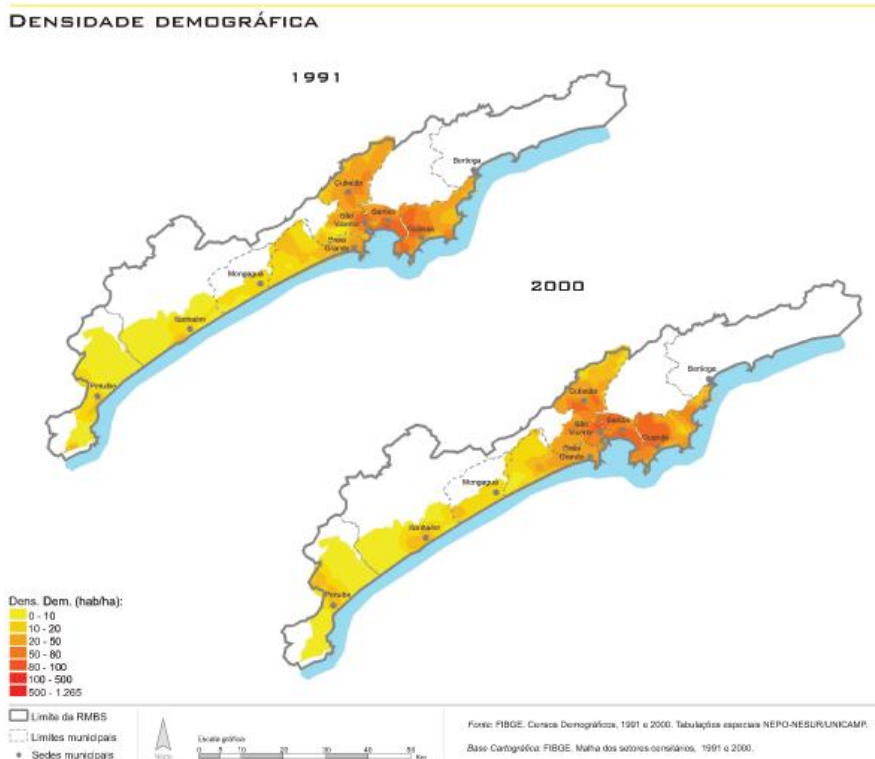 DENSIDADE DEMOGRÁFICA
1991
Bertioga
Cubatão
São Vicente
Santos
Guarujá
Praia Grande
Mongaguá
Itanhaém
Peruíbe
2000
Bertioga
Cubatão
São Vicente
Santos
Guarujá
Praia Grande
Mongaguá
Itanhaém
Peruíbe
Dens. Dem. (hab/ha):
0 - 10
10 - 20
20 - 50
50 - 80
80 - 100
100 - 500
500 - 1.265
Limite da RMBS
Limites municipais
Sedes municipais
Norte
Escala gráfica:
0 5 10 20 30 40 50
Km
Fonte: FIBGE. Censos Demográficos, 1991 e 2000. Tabulações especiais NEPO-NESUR/UNICAMP.
Base Cartográfica: FIBGE. Malha dos setores censitários, 1991 e 2000.